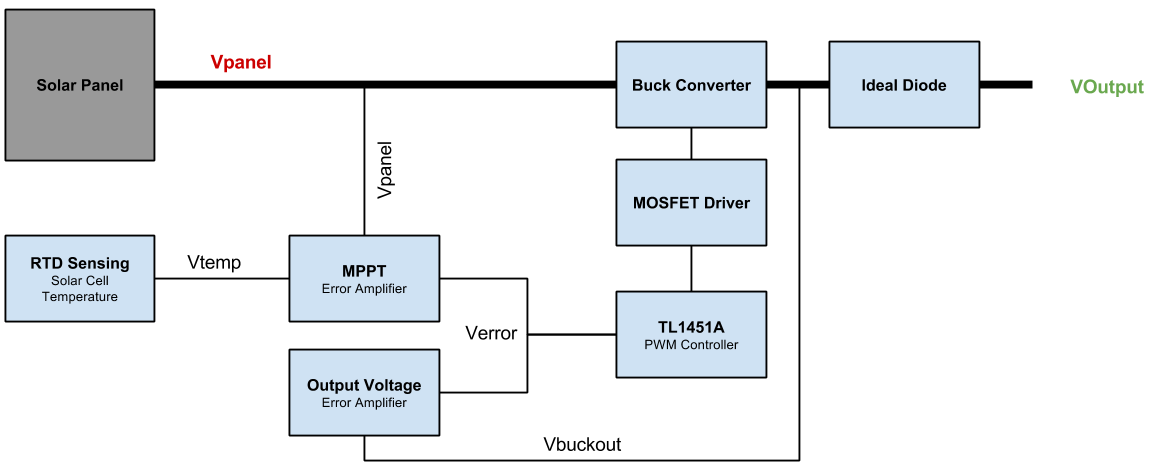 Vpanel
Solar Panel
Buck Converter
Ideal Diode
VOutput
Vpanel
MOSFET Driver
RTD Sensing
Solar Cell
Temperature
Vtemp
MPPT
Error Amplifier
Verror
TL1451A
PWM Controller
Output Voltage
Error Amplifier
Vbuckout